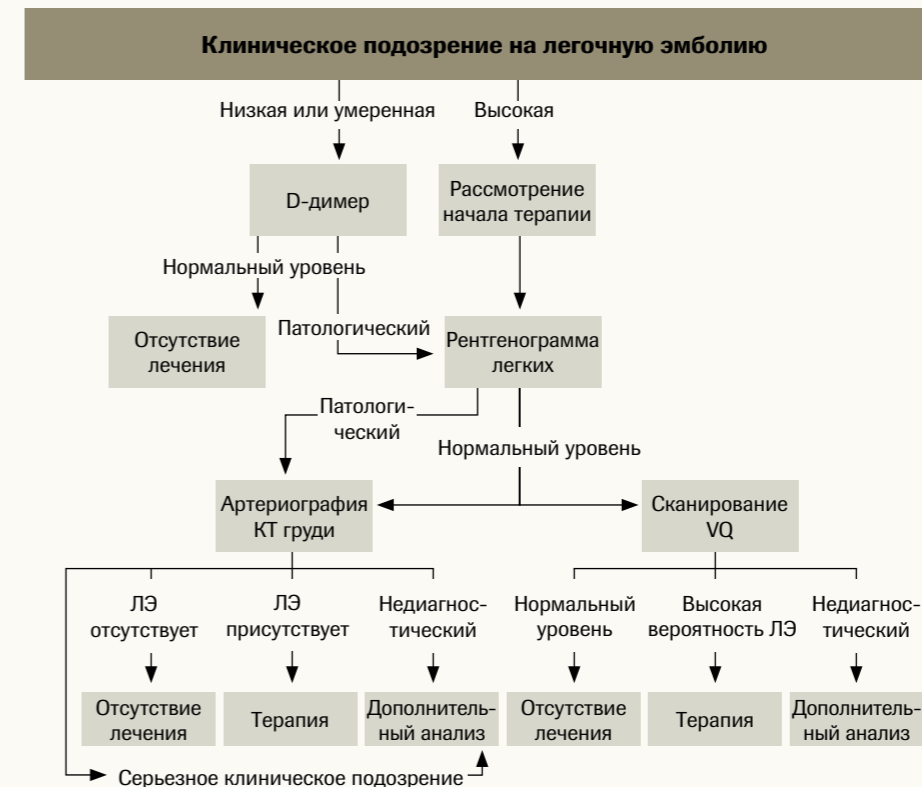 Клиническое подозрение на легочную эмболию
Низкая или умеренная
Высокая
D-димер
Рассмотрение
начала терапии
Нормальный уровень
Отсутствие
лечения
Патологический
Рентгенограмма
легких
Патологи-
ческий
Нормальный уровень
Артериография
КТ груди
Сканирование
VQ
ЛЭ
отсутствует
ЛЭ
присутствует
Недиагнос-
тический
Нормальный
уровень
Высокая
вероятность ЛЭ
Недиагнос-
тический
Отсутствие
лечения
Терапия
Дополнитель-
ный анализ
Отсутствие
лечения
Терапия
Дополнитель-
ный анализ
Серьезное клиническое подозрение